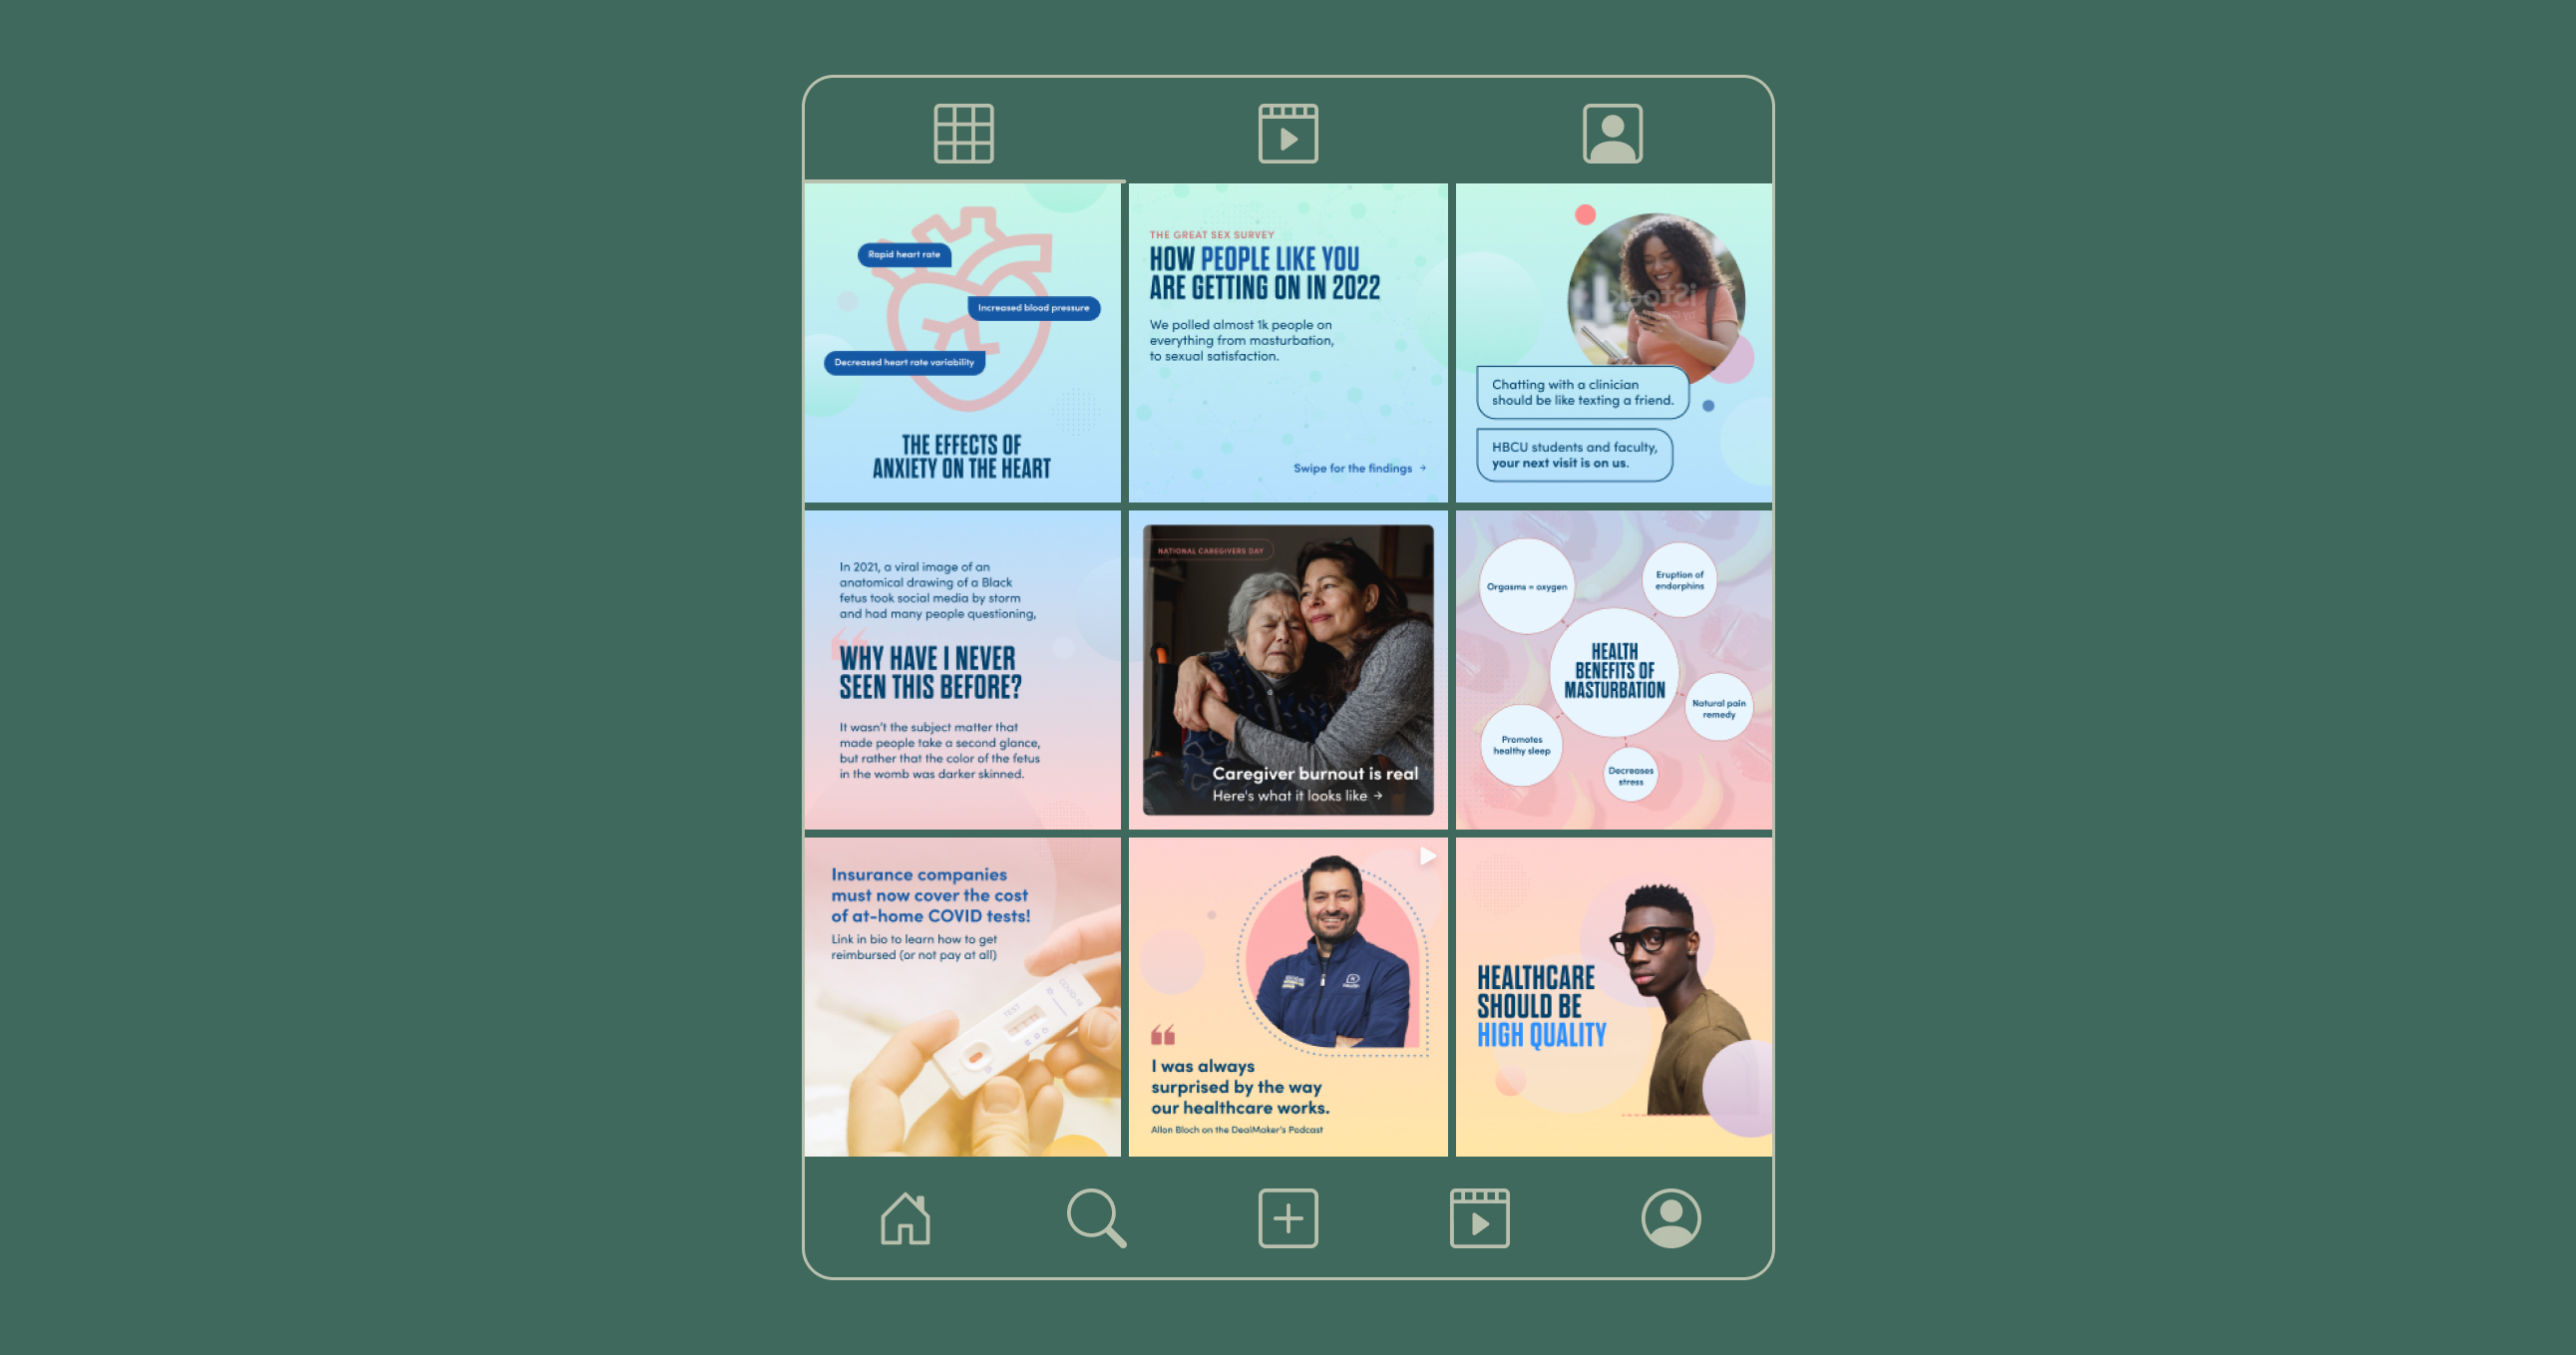 Rapid heart rate
Increased blood pressure
Decreased heart rate variability
THE EFFECTS OF
ANXIETY ON THE HEART
THE GREAT SEX SURVEY
HOW PEOPLE LIKE YOU
ARE GETTING ON IN 2022
We polled almost 1k people on
everything from masturbation,
to sexual satisfaction.
Swipe for the findings →
iStock
Chatting with a clinician
should be like texting a friend.
HBCU students and faculty,
your next visit is on us.
In 2021, a viral image of an
anatomical drawing of a Black
fetus took social media by storm
and had many people questioning,
“
WHY HAVE I NEVER
SEEN THIS BEFORE?
It wasn't the subject matter that
made people take a second glance,
but rather that the color of the fetus
in the womb was darker skinned.
NATIONAL CAREGIVERS DAY
Caregiver burnout is real
Here's what it looks like →
Orgasms = oxygen
Eruption of
endorphins
HEALTH
BENEFITS OF
MASTURBATION
Natural pain
remedy
Promotes
healthy sleep
Decreases
stress
Insurance companies
must now cover the cost
of at-home COVID tests!
Link in bio to learn how to get
reimbursed (or not pay at all)
COVID-19
TEST
“
I was always
surprised by the way
our healthcare works.
Allon Bloch on the DealMaker's Podcast
HEALTHCARE
SHOULD BE
HIGH QUALITY